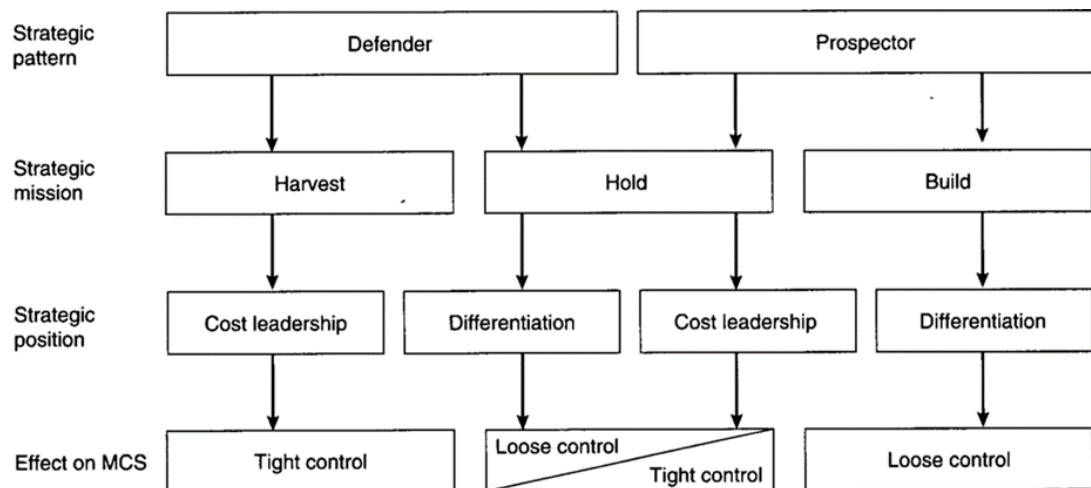 Strategic
pattern
Defender
Prospector
Strategic
mission
Harvest
Hold
Build
Strategic
position
Cost leadership
Differentiation
Cost leadership
Differentiation
Effect on MCS
Tight control
Loose control
Tight control
Loose control